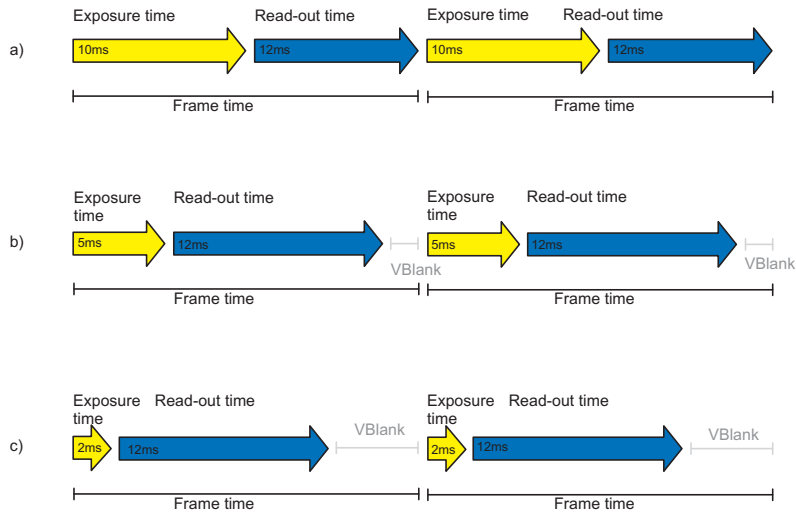 Exposure time Read-out time Exposure time Read-out time
a) 10ms 12ms 10ms 12ms
Frame time Frame time
Exposure time Read-out time Exposure time Read-out time
b) 5ms 12ms 5ms 12ms
VBlank VBlank
Frame time Frame time
Exposure time Read-out time Exposure time Read-out time
VBlank VBlank
c) 2ms 12ms 2ms 12ms
Frame time Frame time